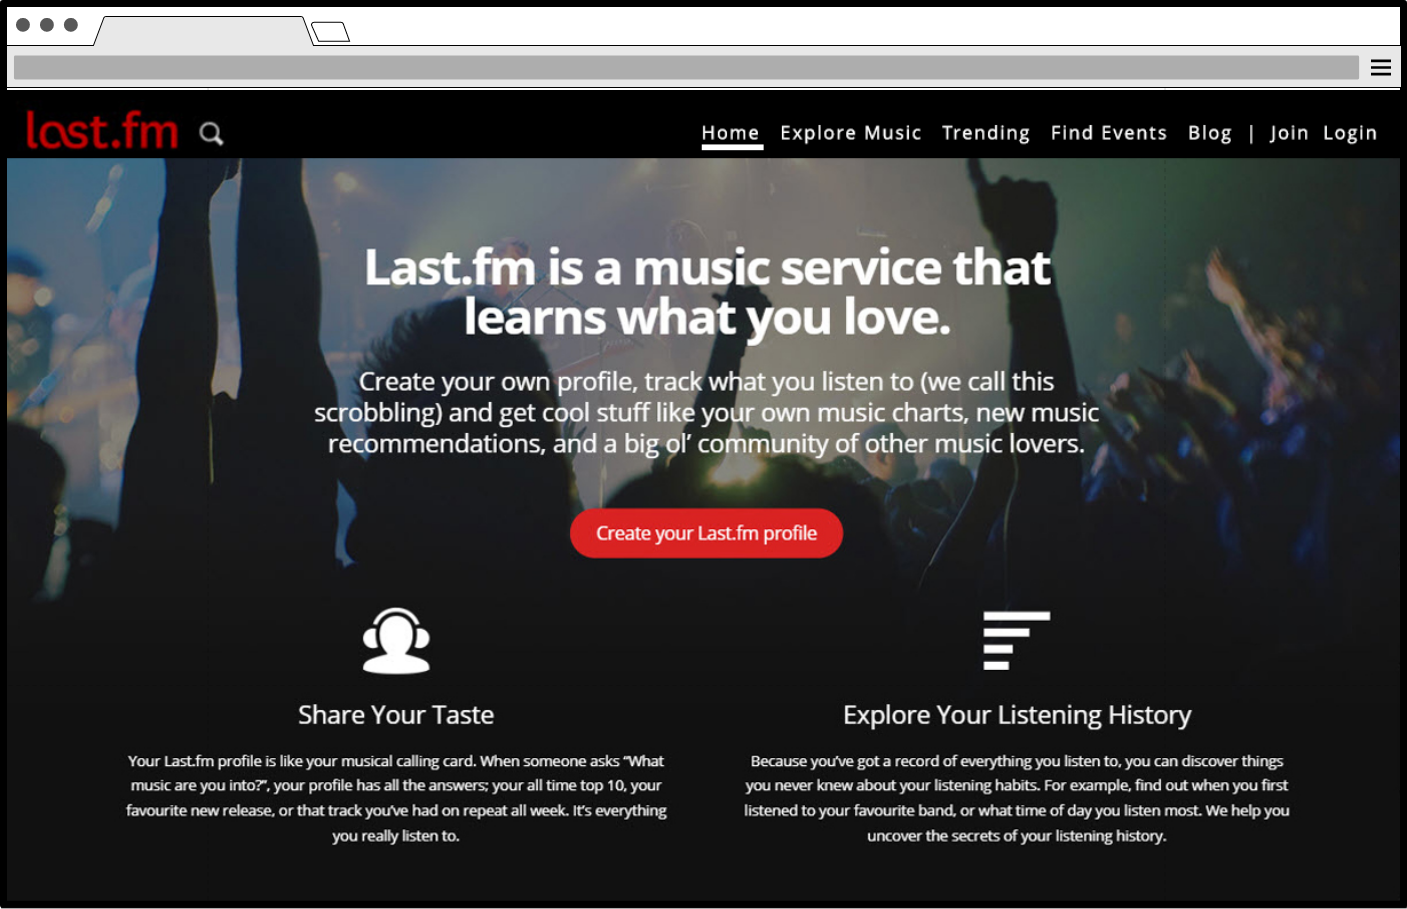 last.fm Home Explore Music Trending Find Events Blog | Join Login
Last.fm is a music service that
learns what you love.
Create your own profile, track what you listen to (we call this
scrobbling) and get cool stuff like your own music charts, new music
recommendations, and a big ol’ community of other music lovers.
Create your Last.fm profile
Share Your Taste
Your Last.fm profile is like your musical calling card. When someone asks “What
music are you into?”, your profile has all the answers; your all time top 10, your
favourite new release, or that track you’ve had on repeat all week. It’s everything
you really listen to.
Explore Your Listening History
Because you’ve got a record of everything you listen to, you can discover things
you never knew about your listening habits. For example, find out when you first
listened to your favourite band, or what time of day you listen most. We help you
uncover the secrets of your listening history.